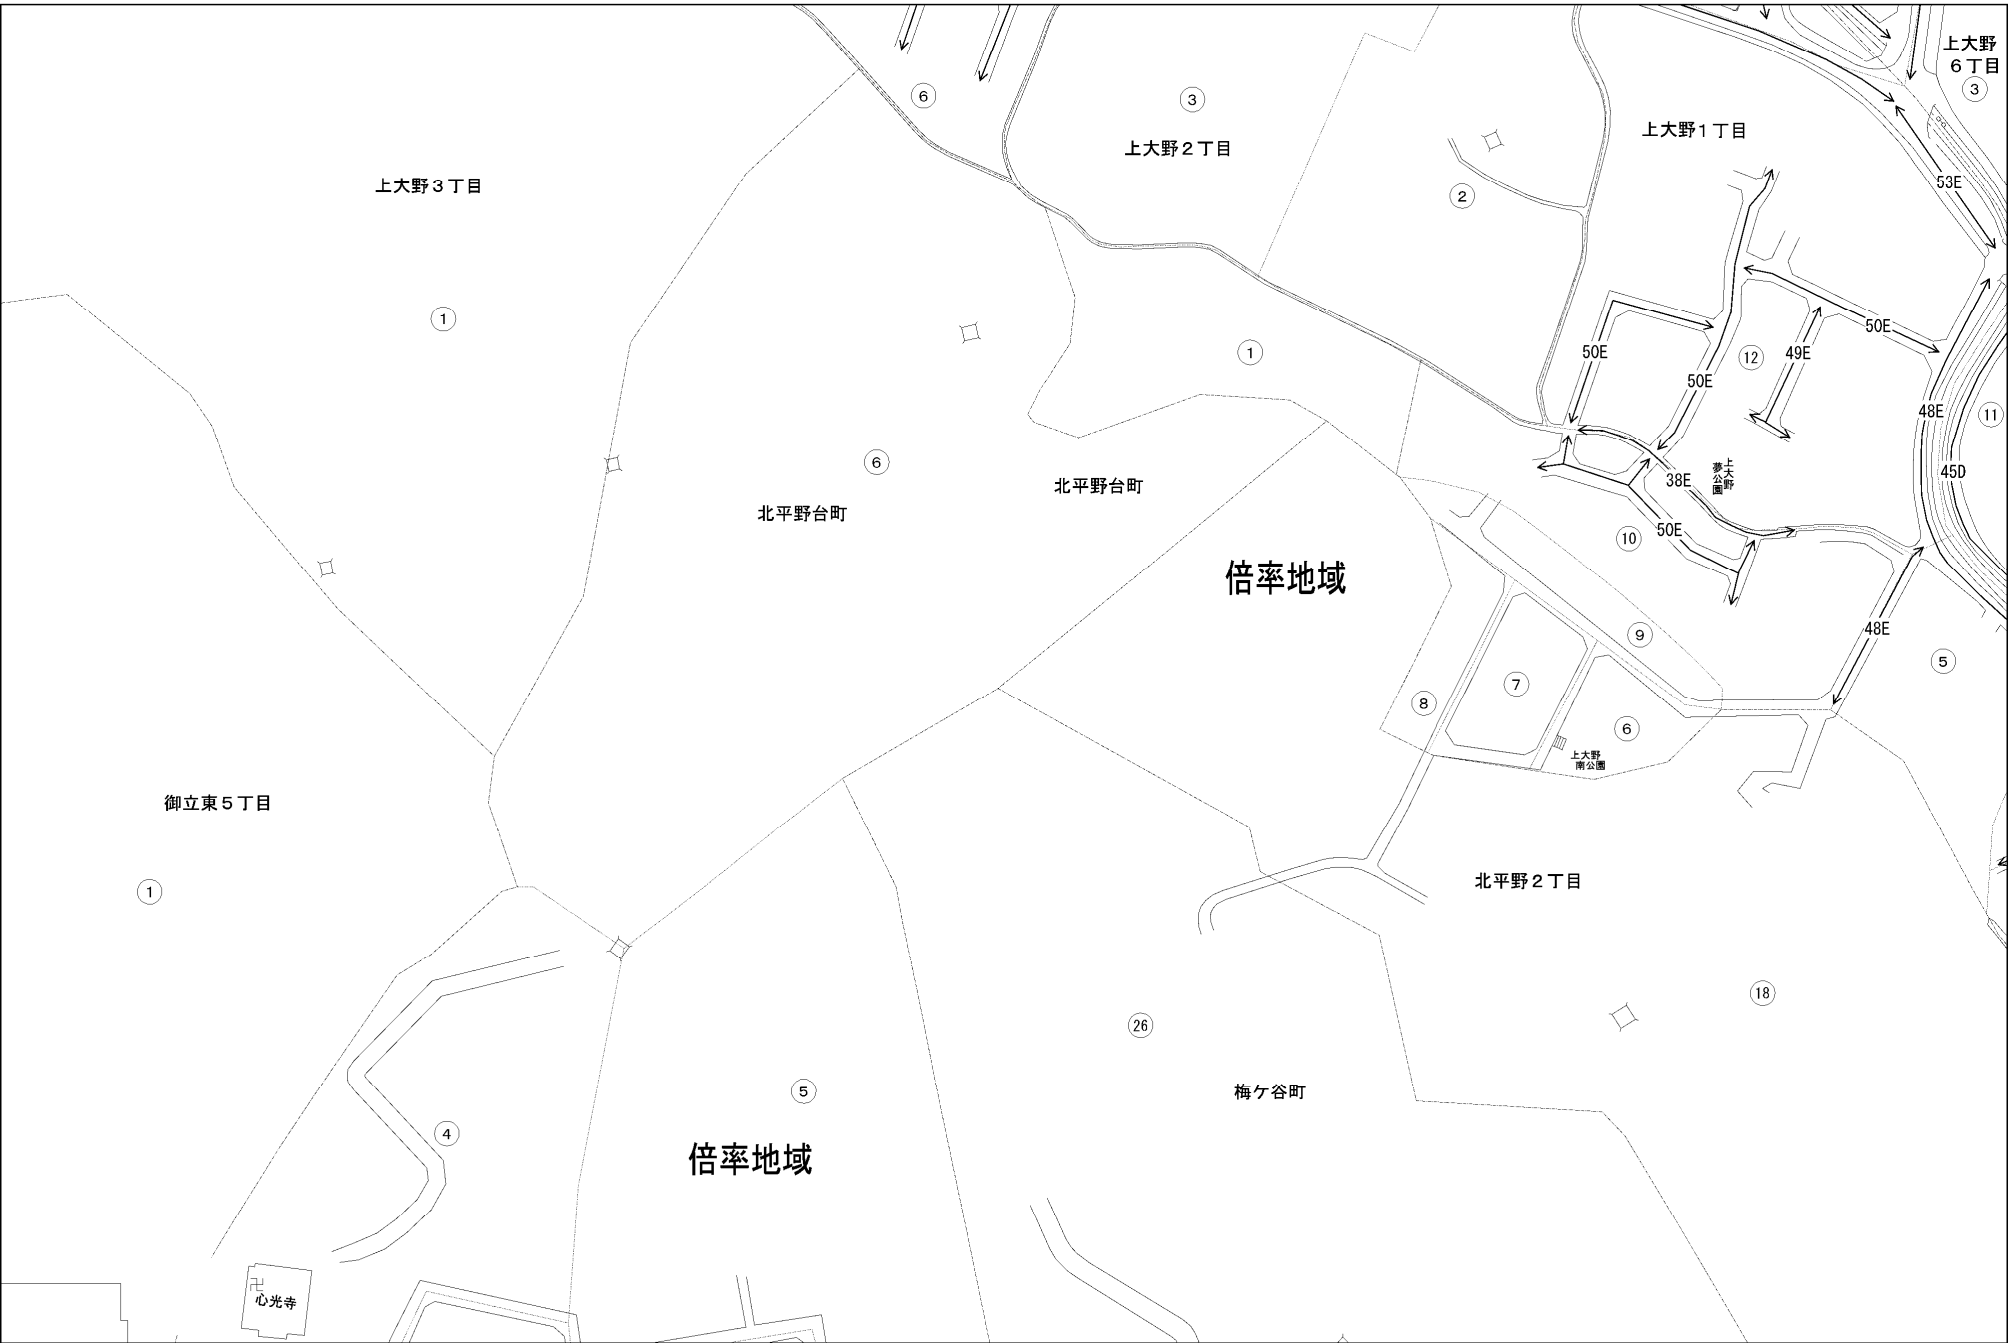 上大野
６丁目
3
6
3
上大野１丁目
上大野２丁目
上大野３丁目
53E
2
1
50E
1
50E
12
49E
50E
48E
11
6
45D
38E
上大野
夢公園
北平野台町
北平野台町
50E
10
倍率地域
48E
9
5
7
8
6
上大野
南公園
御立東５丁目
北平野２丁目
1
18
26
5
梅ケ谷町
4
倍率地域
卍
心光寺